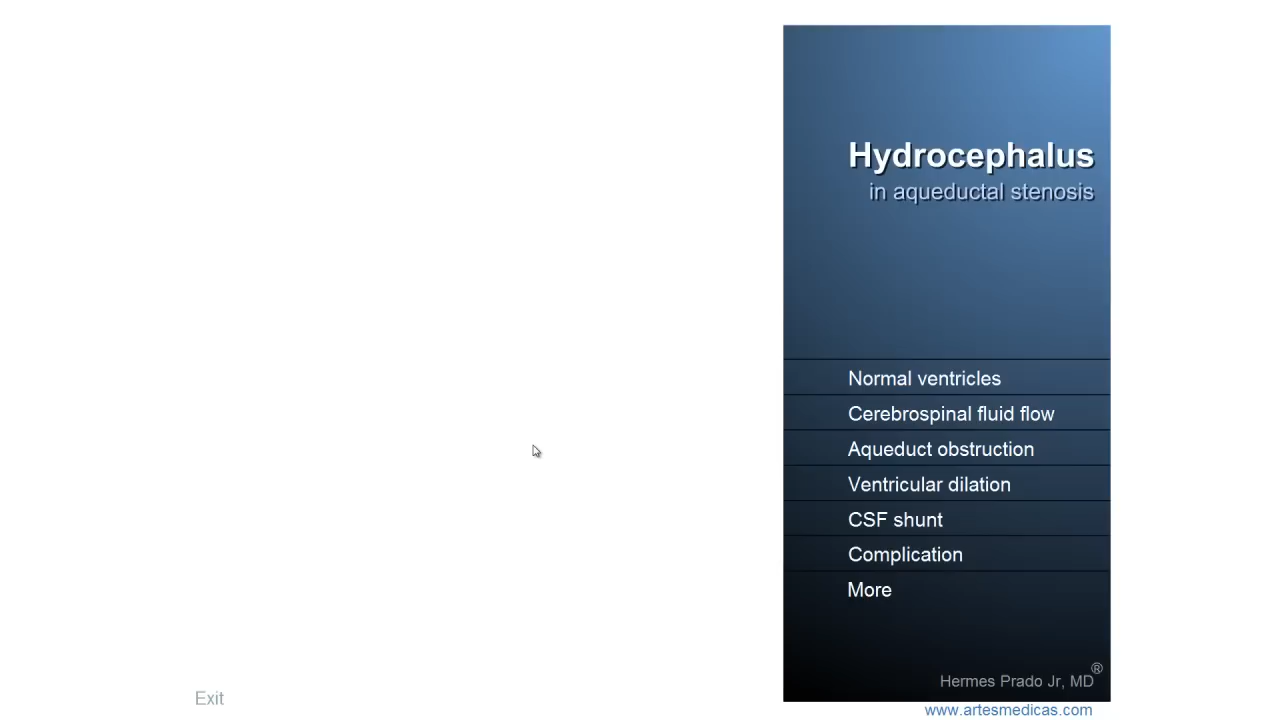 Hydrocephalus
in aqueductal stenosis
Normal ventricles
Cerebrospinal fluid flow
Aqueduct obstruction
Ventricular dilation
CSF shunt
Complication
More
®
Hermes Prado Jr, MD
Exit
www.artesmedicas.com